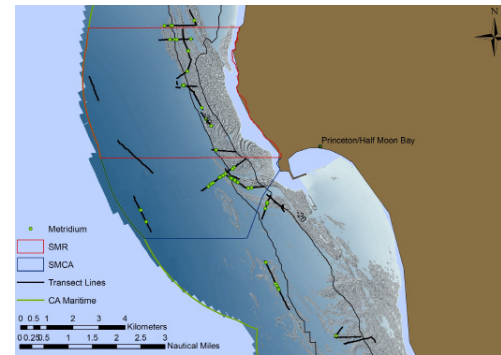 N
Princeton/Half Moon Bay
-20
Metridium
SMR
SMCA
Transect Lines
CA Maritime
0 0.5 1 2 3 4
Kilometers
0 0.25 0.5 1 1.5 2 2.5 3
Nautical Miles